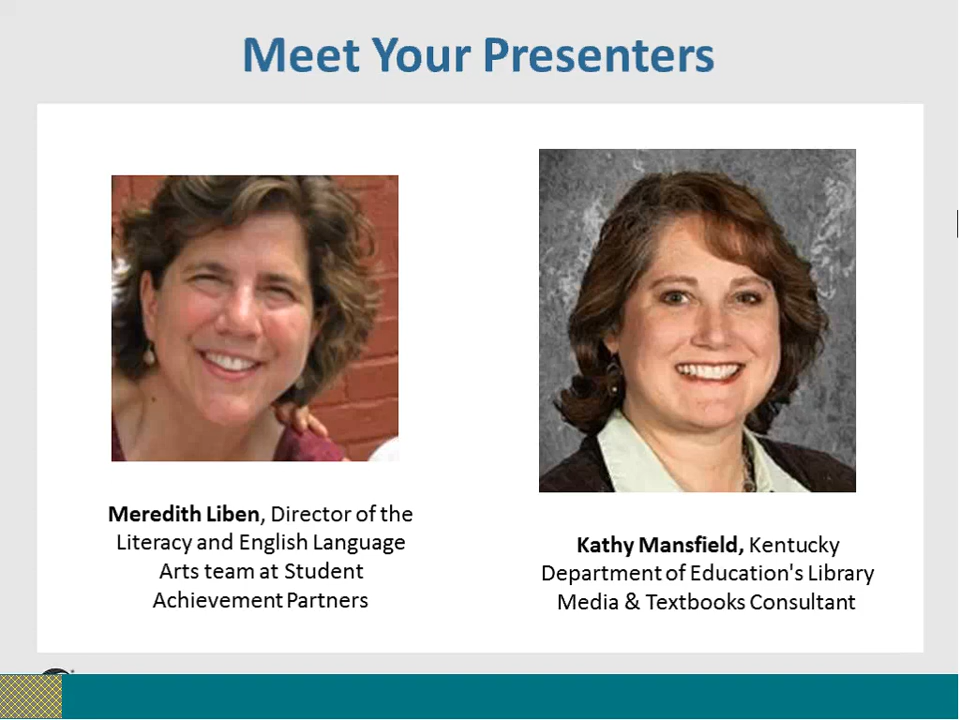 Meet Your Presenters
Meredith Liben, Director of the
Literacy and English Language
Arts team at Student
Achievement Partners
Kathy Mansfield, Kentucky
Department of Education's Library
Media & Textbooks Consultant